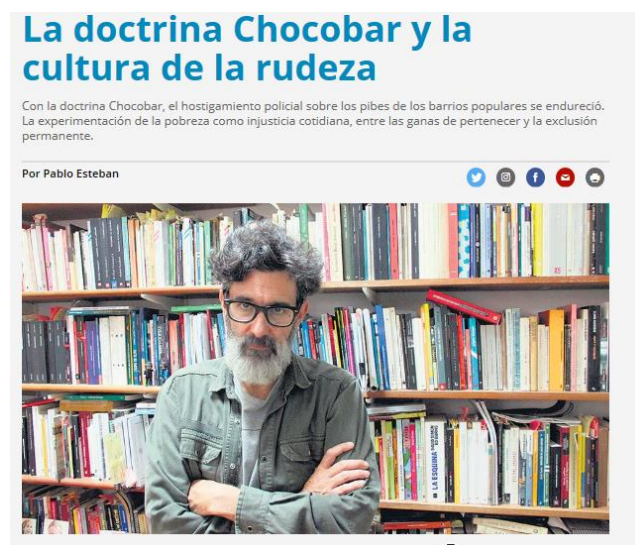 La doctrina Chocobar y la
cultura de la rudeza
Con la doctrina Chocobar, el hostigamiento policial sobre los pibes de los barrios populares se endureció.
La experimentación de la pobreza como injusticia cotidiana, entre las ganas de pertenecer y la exclusión
permanente.
Por Pablo Esteban
LA ESQUINA